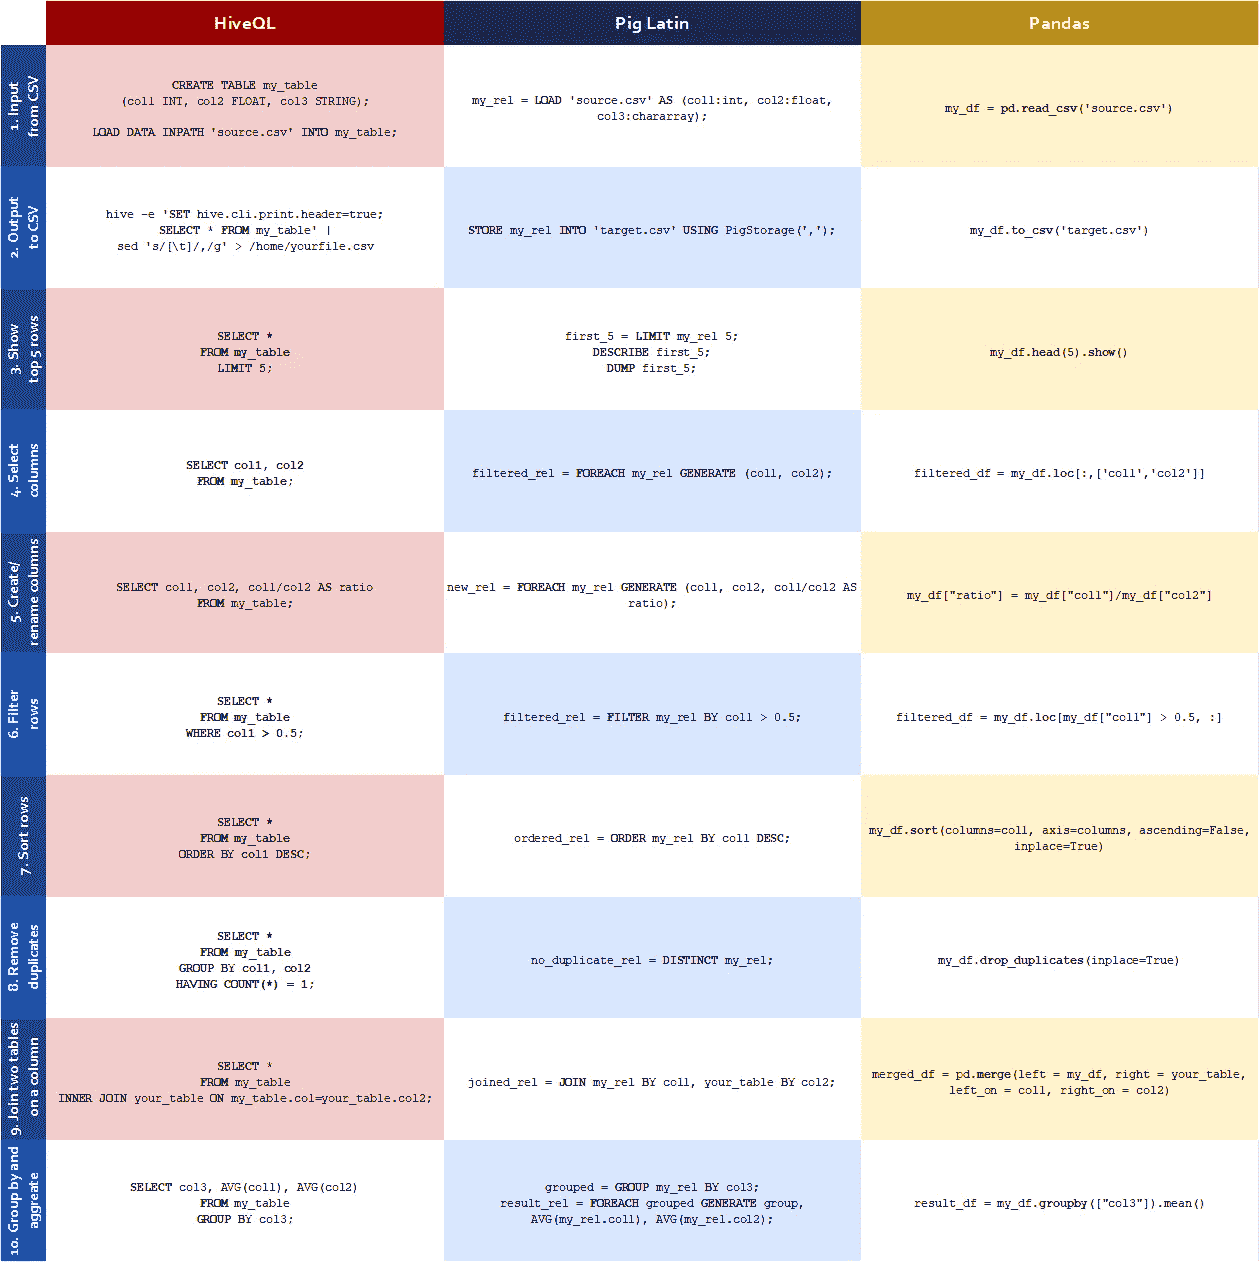 HiveQL
Pig Latin
Pandas
1. Input
from CSV
CREATE TABLE my_table
(col1 INT, col2 FLOAT, col3 STRING);
LOAD DATA INPATH 'source.csv' INTO my_table;
my_rel = LOAD 'source.csv' AS (col1:int, col2:float,
col3:chararray);
my_df = pd.read_csv('source.csv')
2. Output
to CSV
hive -e 'SET hive.cli.print.header=true;
SELECT * FROM my_table' |
sed 's/[\t]/,/g' > /home/yourfile.csv
STORE my_rel INTO 'target.csv' USING PigStorage(',');
my_df.to_csv('target.csv')
3. Show
top 5 rows
SELECT *
FROM my_table
LIMIT 5;
first_5 = LIMIT my_rel 5;
DESCRIBE first_5;
DUMP first_5;
my_df.head(5).show()
4. Select
columns
SELECT col1, col2
FROM my_table;
filtered_rel = FOREACH my_rel GENERATE (col1, col2);
filtered_df = my_df.loc[:,['col1','col2']]
5. Create/
rename columns
SELECT col1, col2, col1/col2 AS ratio
FROM my_table;
new_rel = FOREACH my_rel GENERATE (col1, col2, col1/col2 AS
ratio);
my_df["ratio"] = my_df["col1"]/my_df["col2"]
6. Filter
rows
SELECT *
FROM my_table
WHERE col1 > 0.5;
filtered_rel = FILTER my_rel BY col1 > 0.5;
filtered_df = my_df.loc[my_df["col1"] > 0.5, :]
7. Sort rows
SELECT *
FROM my_table
ORDER BY col1 DESC;
ordered_rel = ORDER my_rel BY col1 DESC;
my_df.sort(columns=col1, axis=columns, ascending=False,
inplace=True)
8. Remove
duplicates
SELECT *
FROM my_table
GROUP BY col1, col2
HAVING COUNT(*) = 1;
no_duplicate_rel = DISTINCT my_rel;
my_df.drop_duplicates(inplace=True)
9. Join two tables
on a column
SELECT *
FROM my_table
INNER JOIN your_table ON my_table.col=your_table.col2;
joined_rel = JOIN my_rel BY col1, your_table BY col2;
merged_df = pd.merge(left = my_df, right = your_table,
left_on = col1, right_on = col2)
10. Group by and
aggreate
SELECT col3, AVG(col1), AVG(col2)
FROM my_table
GROUP BY col3;
grouped = GROUP my_rel BY col3;
result_rel = FOREACH grouped GENERATE group,
AVG(my_rel.col1), AVG(my_rel.col2);
result_df = my_df.groupby(["col3"]).mean()